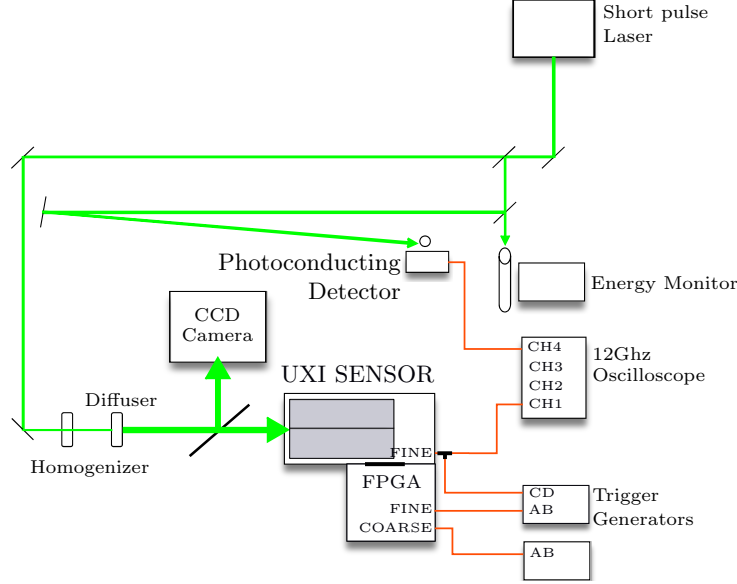 Short pulse
Laser
Photoconducting
Detector
Energy Monitor
CCD
Camera
CH4
CH3
CH2
CH1
12Ghz
Oscilloscope
UXI SENSOR
Diffuser
Homogenizer
FINE
FPGA
FINE
COARSE
CD
AB
Trigger
Generators
AB